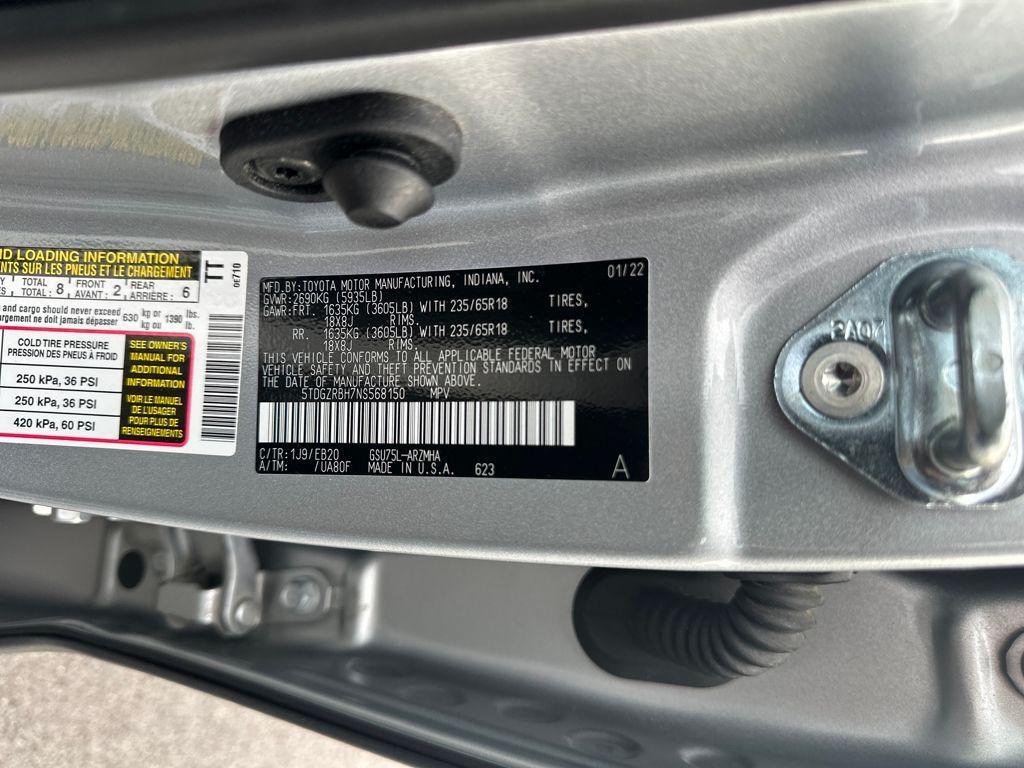 ND LOADING INFORMATION
ENTS SUR LES PNEUS ET LE CHARGEMENT
TOTAL : 8 FRONT : AVANT : 2 REAR ARRIÈRE : 6
and cargo should never exceed 630 kg or 1390 lbs.
argement ne doit jamais dépasser kg ou lb.
COLD TIRE PRESSURE
PRESSION DES PNEUS À FROID
250 kPa, 36 PSI
250 kPa, 36 PSI
420 kPa, 60 PSI
SEE OWNER'S
MANUAL FOR
ADDITIONAL
INFORMATION
VOIR LE MANUEL
DE L'USAGER
POUR PLUS DE
RENSEIGNEMENTS
TT
0E710
MFD.BY:TOYOTA MOTOR MANUFACTURING, INDIANA, INC. 01/22
GVWR:2690KG (5935LB)
GAWR:FRT. 1635KG (3605LB) WITH 235/65R18 TIRES,
18X8J RIMS.
RR. 1635KG (3605LB) WITH 235/65R18 TIRES,
18X8J RIMS.
THIS VEHICLE CONFORMS TO ALL APPLICABLE FEDERAL MOTOR
VEHICLE SAFETY AND THEFT PREVENTION STANDARDS IN EFFECT ON
THE DATE OF MANUFACTURE SHOWN ABOVE.
5TDGZRBH7NS568150 MPV
C/TR:1J9/EB20 GSU75L-ARZMHA
A/TM: /UA80F MADE IN U.S.A. 623
A